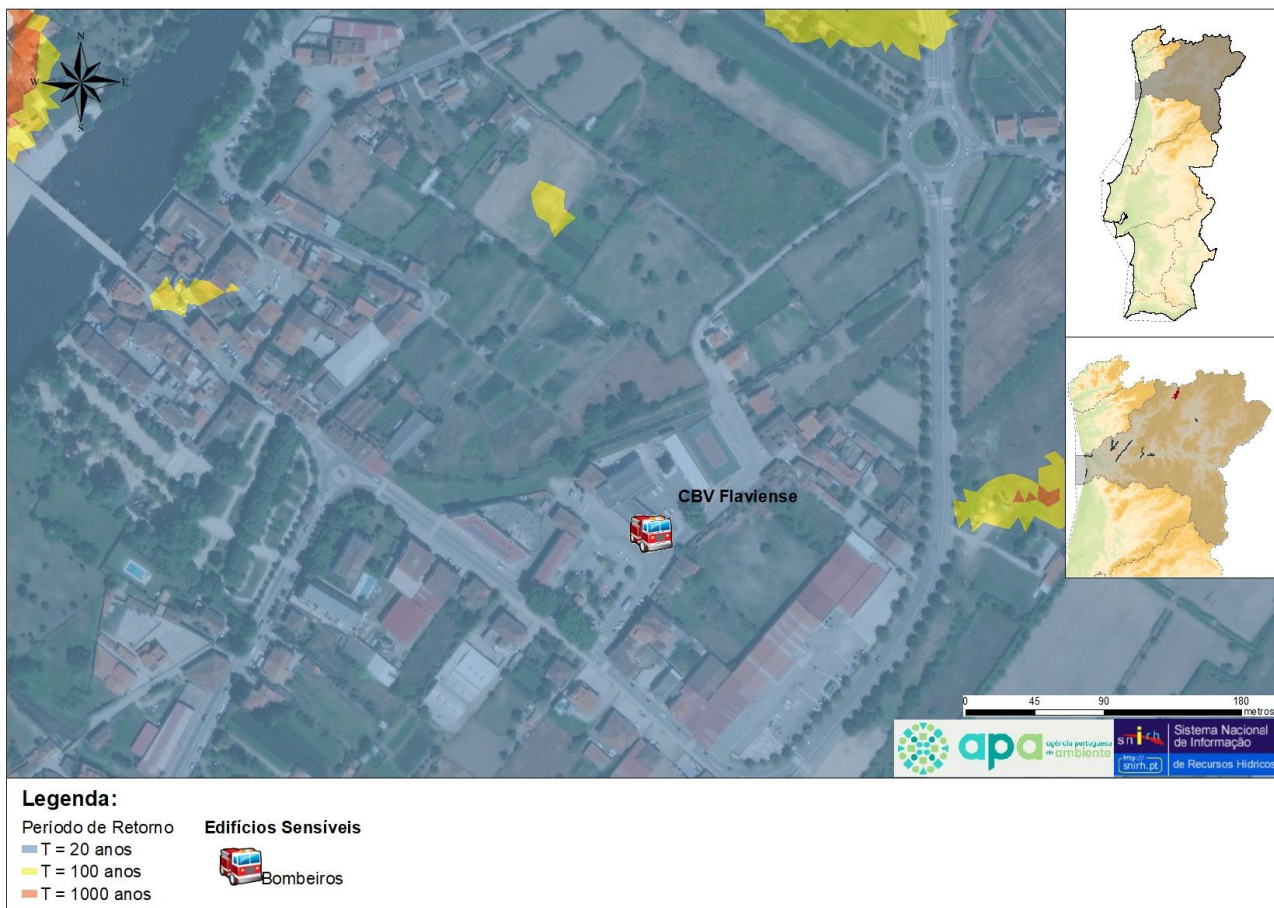 N
W E
S
CBV Flaviense
0 45 90 180
metros
apa agência portuguesa
do ambiente
snirh
http://
snirh.pt
Sistema Nacional
de Informação
de Recursos Hídricos
Legenda:
Período de Retorno
T = 20 anos
T = 100 anos
T = 1000 anos
Edifícios Sensíveis
Bombeiros